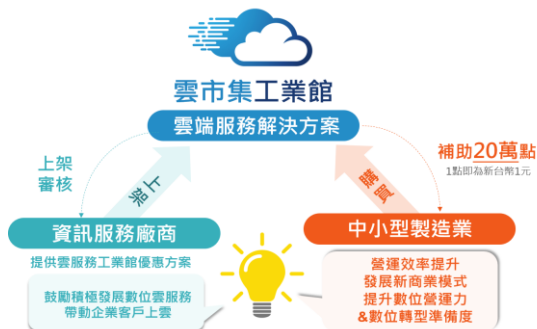 雲市集工業館
雲端服務解決方案
上架
審核
上架
購買
補助20萬點
1點即為新台幣1元
資訊服務廠商
中小型製造業
提供雲服務工業館優惠方案
鼓勵積極發展數位雲服務
帶動企業客戶上雲
營運效率提升
發展新商業模式
提升數位營運力
&數位轉型準備度